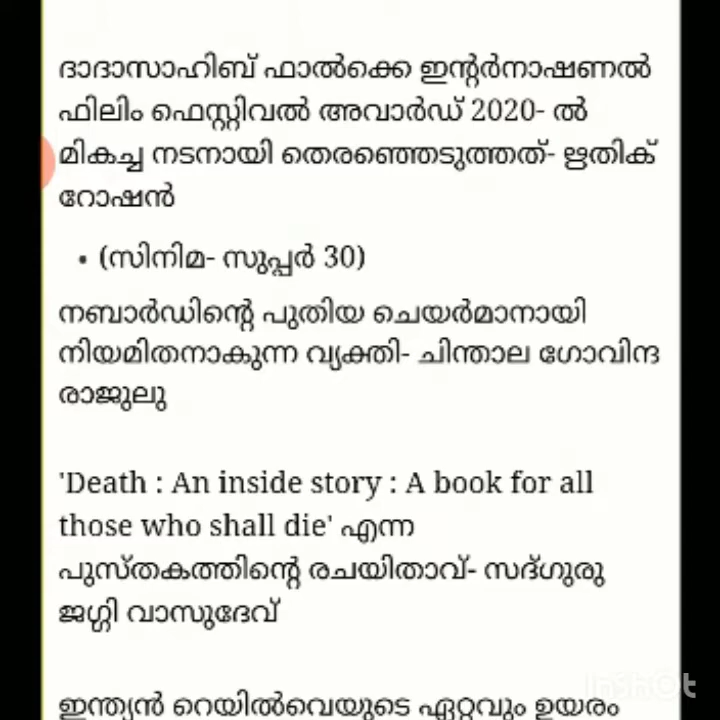 ദാദാസാഹിബ് ഫാൽക്കെ ഇന്റർനാഷണൽ
ഫിലിം ഫെസ്റ്റിവൽ അവാർഡ് 2020- ൽ
മികച്ച നടനായി തെരഞ്ഞെടുത്തത്- ഋതിക്
റോഷൻ
• (സിനിമ- സുപ്പർ 30)
നബാർഡിന്റെ പുതിയ ചെയർമാനായി
നിയമിതനാകുന്ന വ്യക്തി- ചിന്താല ഗോവിന്ദ
രാജുലു
'Death : An inside story : A book for all
those who shall die' എന്ന
പുസ്തകത്തിന്റെ രചയിതാവ്- സദ്ഗുരു
ജഗ്ഗി വാസുദേവ്
ഇന്ത്യൻ റെയിൽവെയുടെ ഏറ്റവും ഉയരം
InShOt